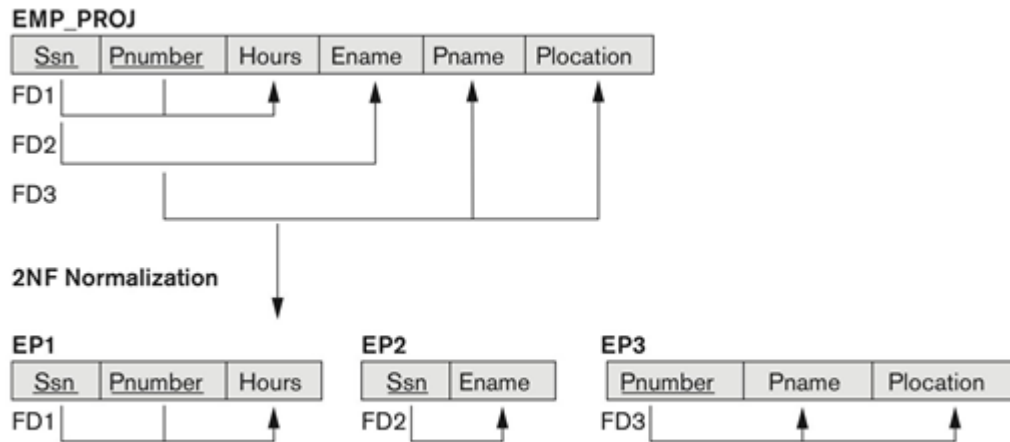 EMP_PROJ
Ssn Pnumber Hours Ename Pname Plocation
FD1
FD2
FD3
2NF Normalization
EP1 EP2 EP3
Ssn Pnumber Hours Ssn Ename Pnumber Pname Plocation
FD1 FD2 FD3